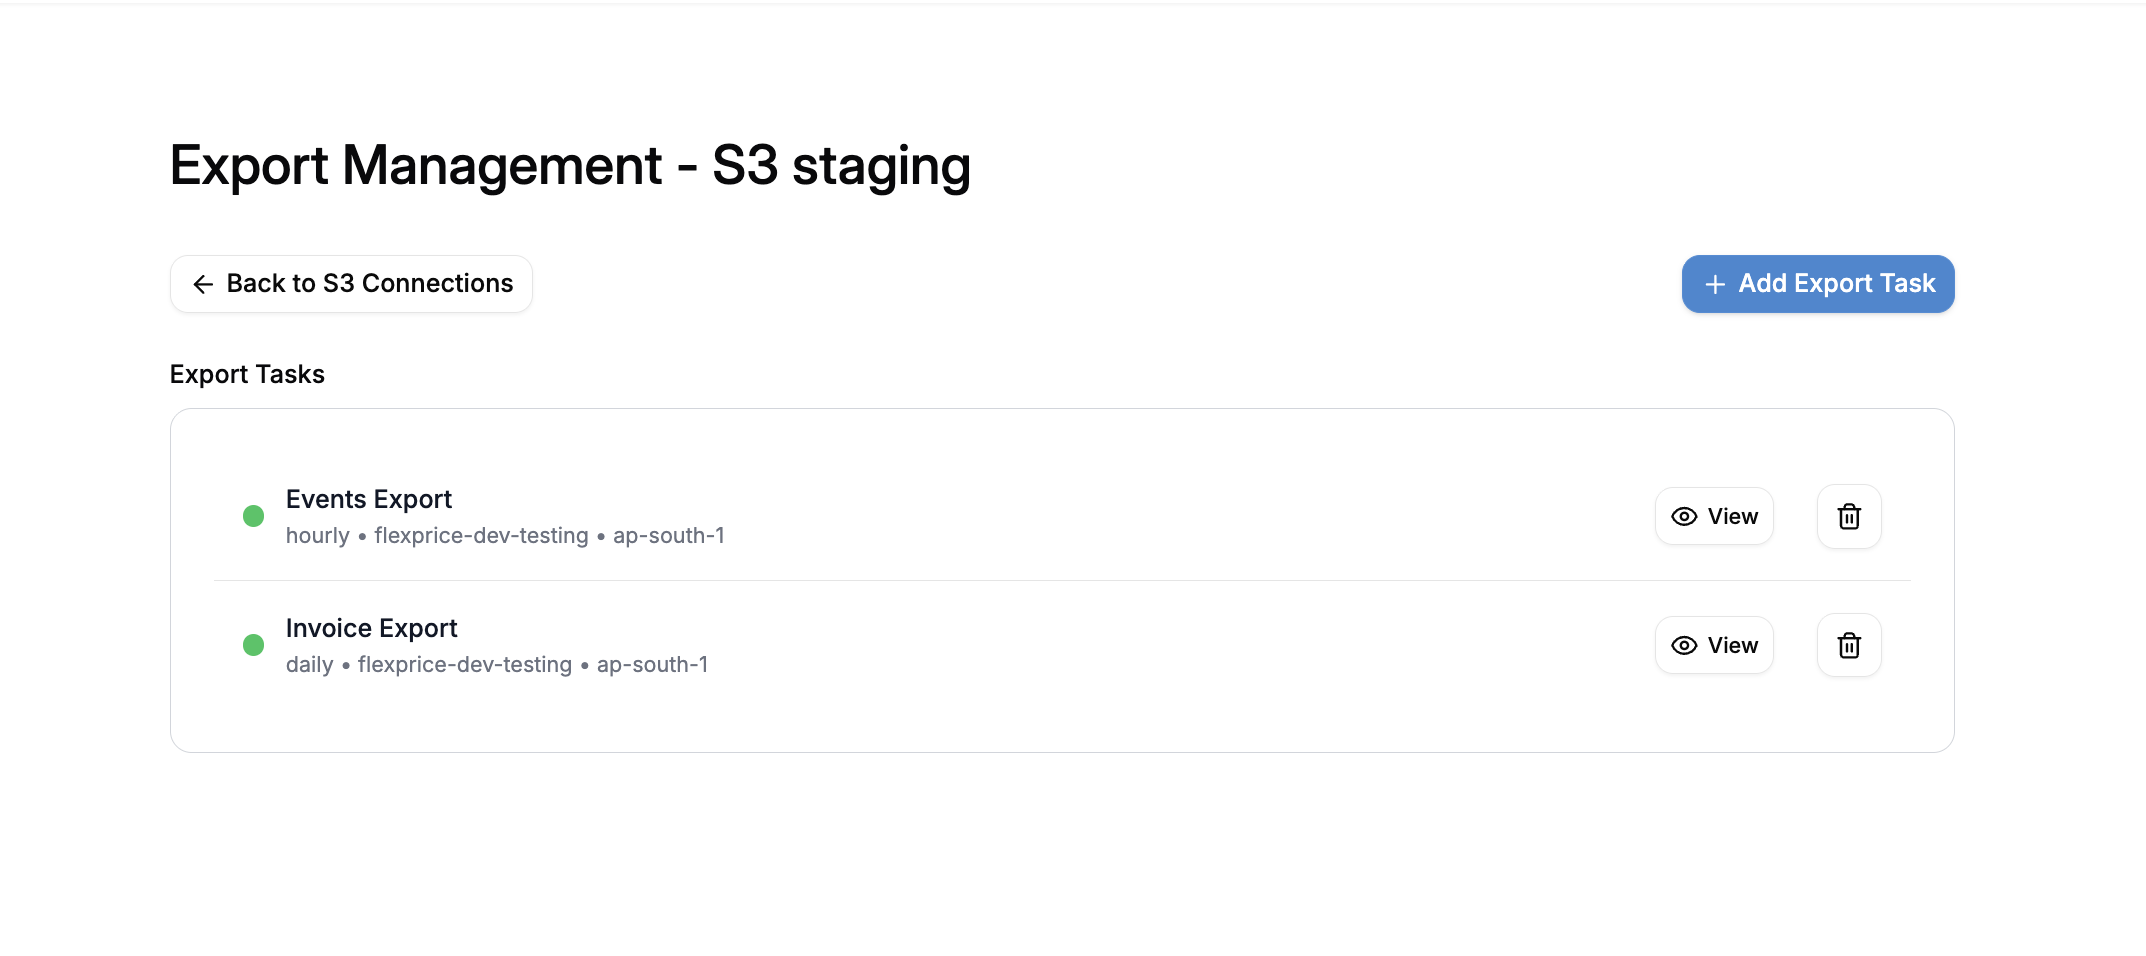 Export Management - S3 staging
Back to S3 Connections
Add Export Task
Export Tasks
Events Export
hourly • flexprice-dev-testing • ap-south-1
View
Invoice Export
daily • flexprice-dev-testing • ap-south-1
View